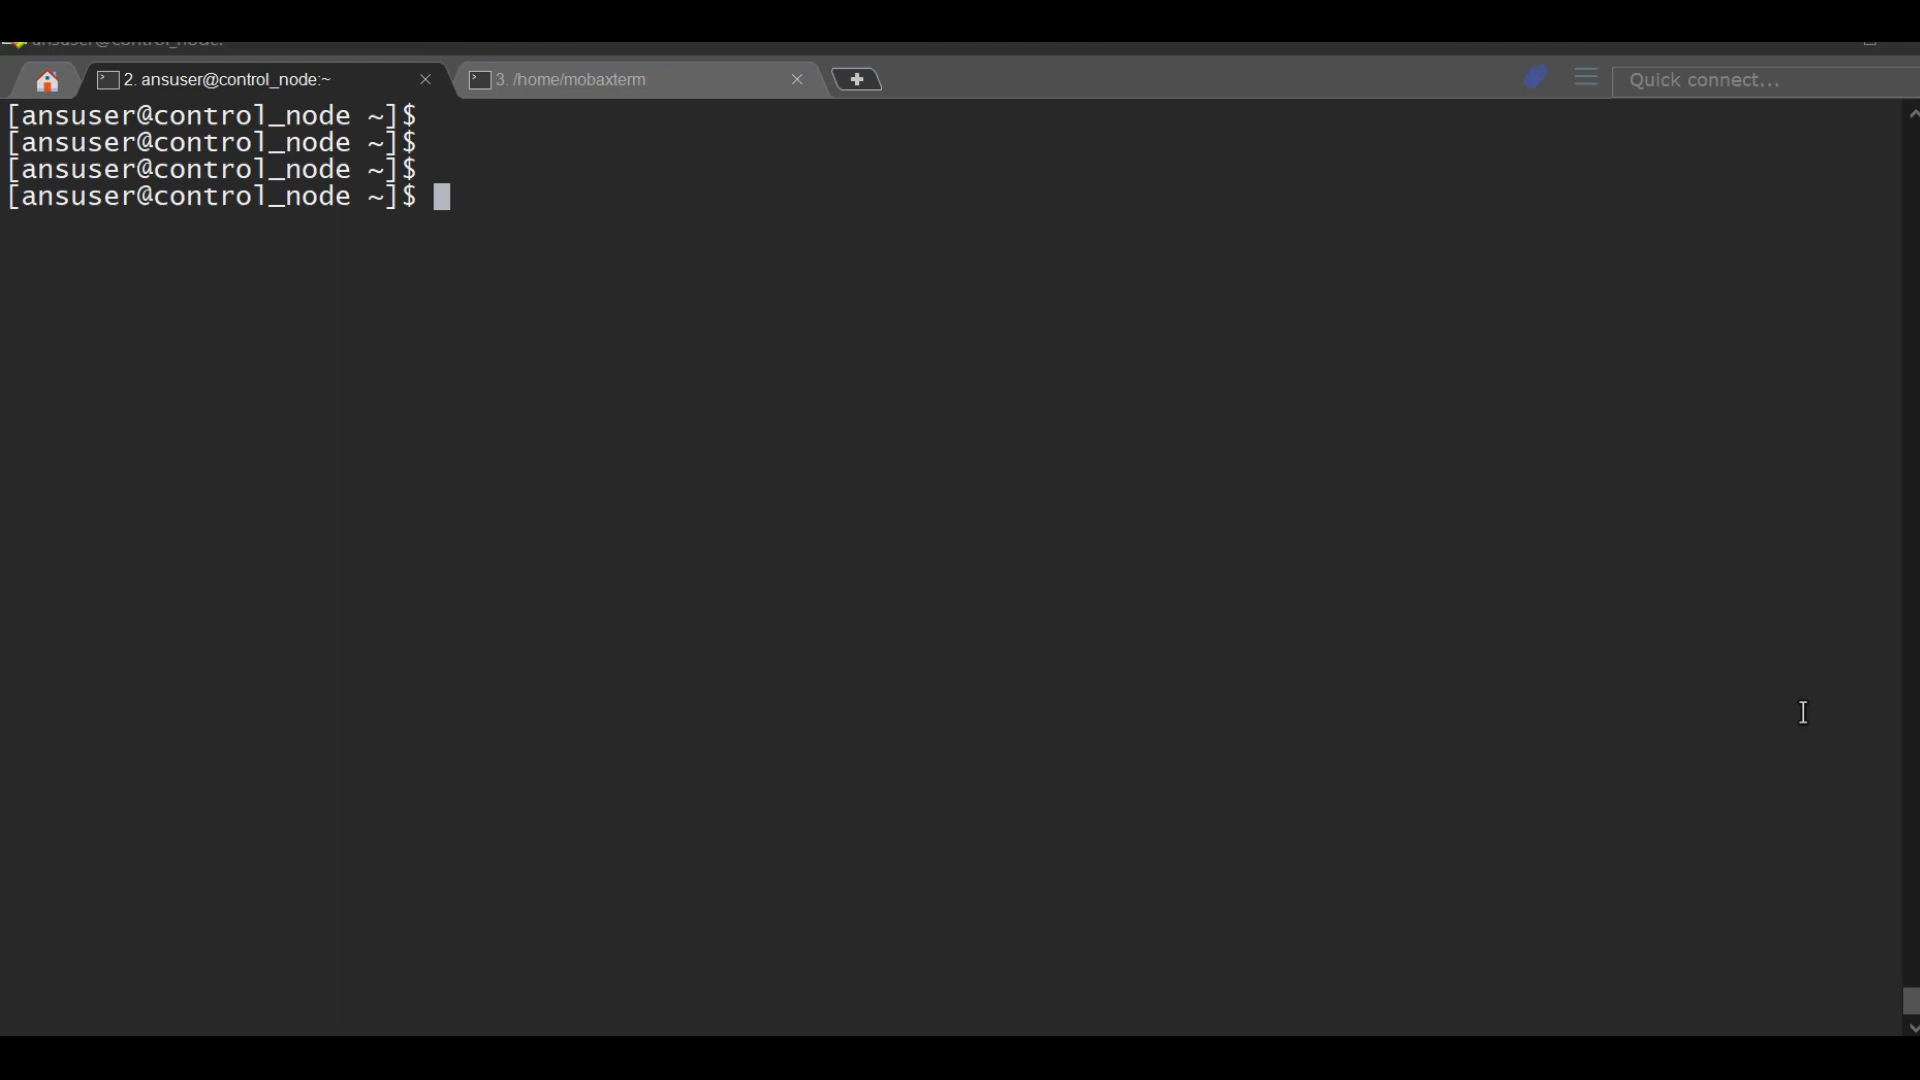 2. ansuser@control_node:~
3. /home/mobaxterm
Quick connect...
[ansuser@control_node ~]$
[ansuser@control_node ~]$
[ansuser@control_node ~]$
[ansuser@control_node ~]$